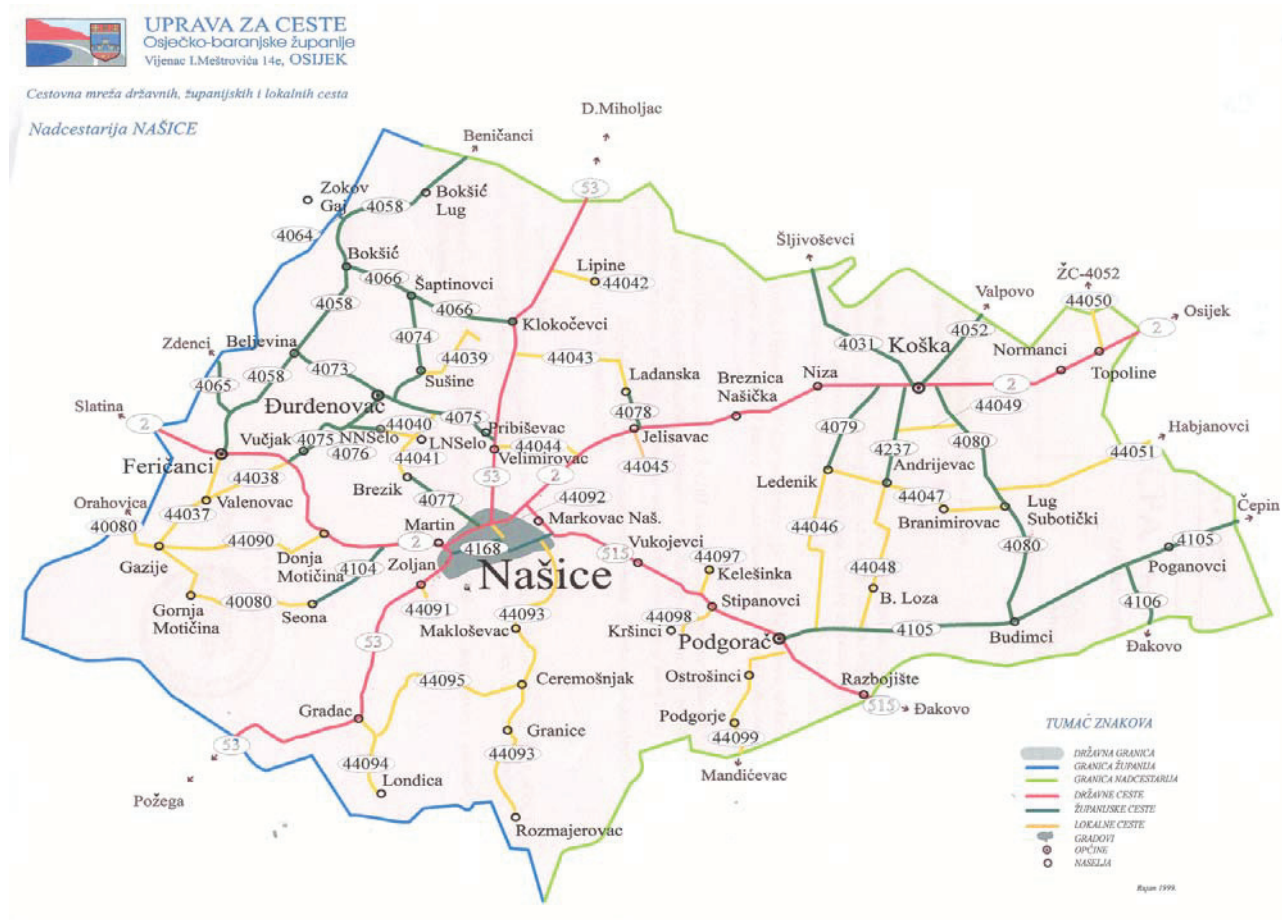 UPRAVA ZA CESTE
Osječko-baranjske županije
Vijenac I.Meštrovića 14e, OSIJEK
Cestovna mreža državnih, županijskih i lokalnih cesta
Nadcestarija NAŠICE
D.Miholjac
Beničanci
53
Zokov
Gaj
Bokšić
Lug
4058
4064
Šljivoševci
Bokšić
4066
Šaptinovci
Lipine
44042
ŽC-4052
44050
Valpovo
4058
4066
Klokočevci
4052
Osijek
2
Zdenci
Beljevina
4074
44039
44043
4031
Koška
Normanci
4065
4058
4073
Sušine
Ladanska
Breznica
Našička
Niza
2
Topoline
Slatina
2
Đurđenovac
4075
4078
44049
Vučjak
4075
4076
NNSelo
44040
LNSelo
44041
Pribiševac
44044
Velimirovac
Jelisavac
44045
4079
4237
4080
Habjanovci
44051
Feričanci
44038
53
2
Ledenik
Andrijevac
Orahovica
40080
44037
Valenovac
Brezik
4077
44092
Markovac Naš.
44047
Branimirovac
Lug
Subotički
Čepin
44090
Donja
Motičina
2
Martin
Zoljan
4168
515
Vukojevci
44097
44046
4080
4105
Gazije
4104
Našice
Kelešinka
Poganovci
Gornja
Motičina
40080
Seona
44091
44093
44098
Stipanovci
44048
B. Loza
4106
Makloševac
Kršinci
Podgorač
4105
Budimci
Đakovo
53
44095
Ceremošnjak
Ostrošinci
Razbojište
515
Đakovo
Gradac
Granice
Podgorje
44099
53
44094
44093
Mandićevac
Požega
Londica
Rozmajerovac
TUMAČ ZNAKOVA
DRŽAVNA GRANICA
GRANICA ŽUPANIJA
GRANICA NADCESTARIJA
DRŽAVNE CESTE
ŽUPANIJSKE CESTE
LOKALNE CESTE
GRADOVI
OPĆINE
NASELJA
Rujan 1999.